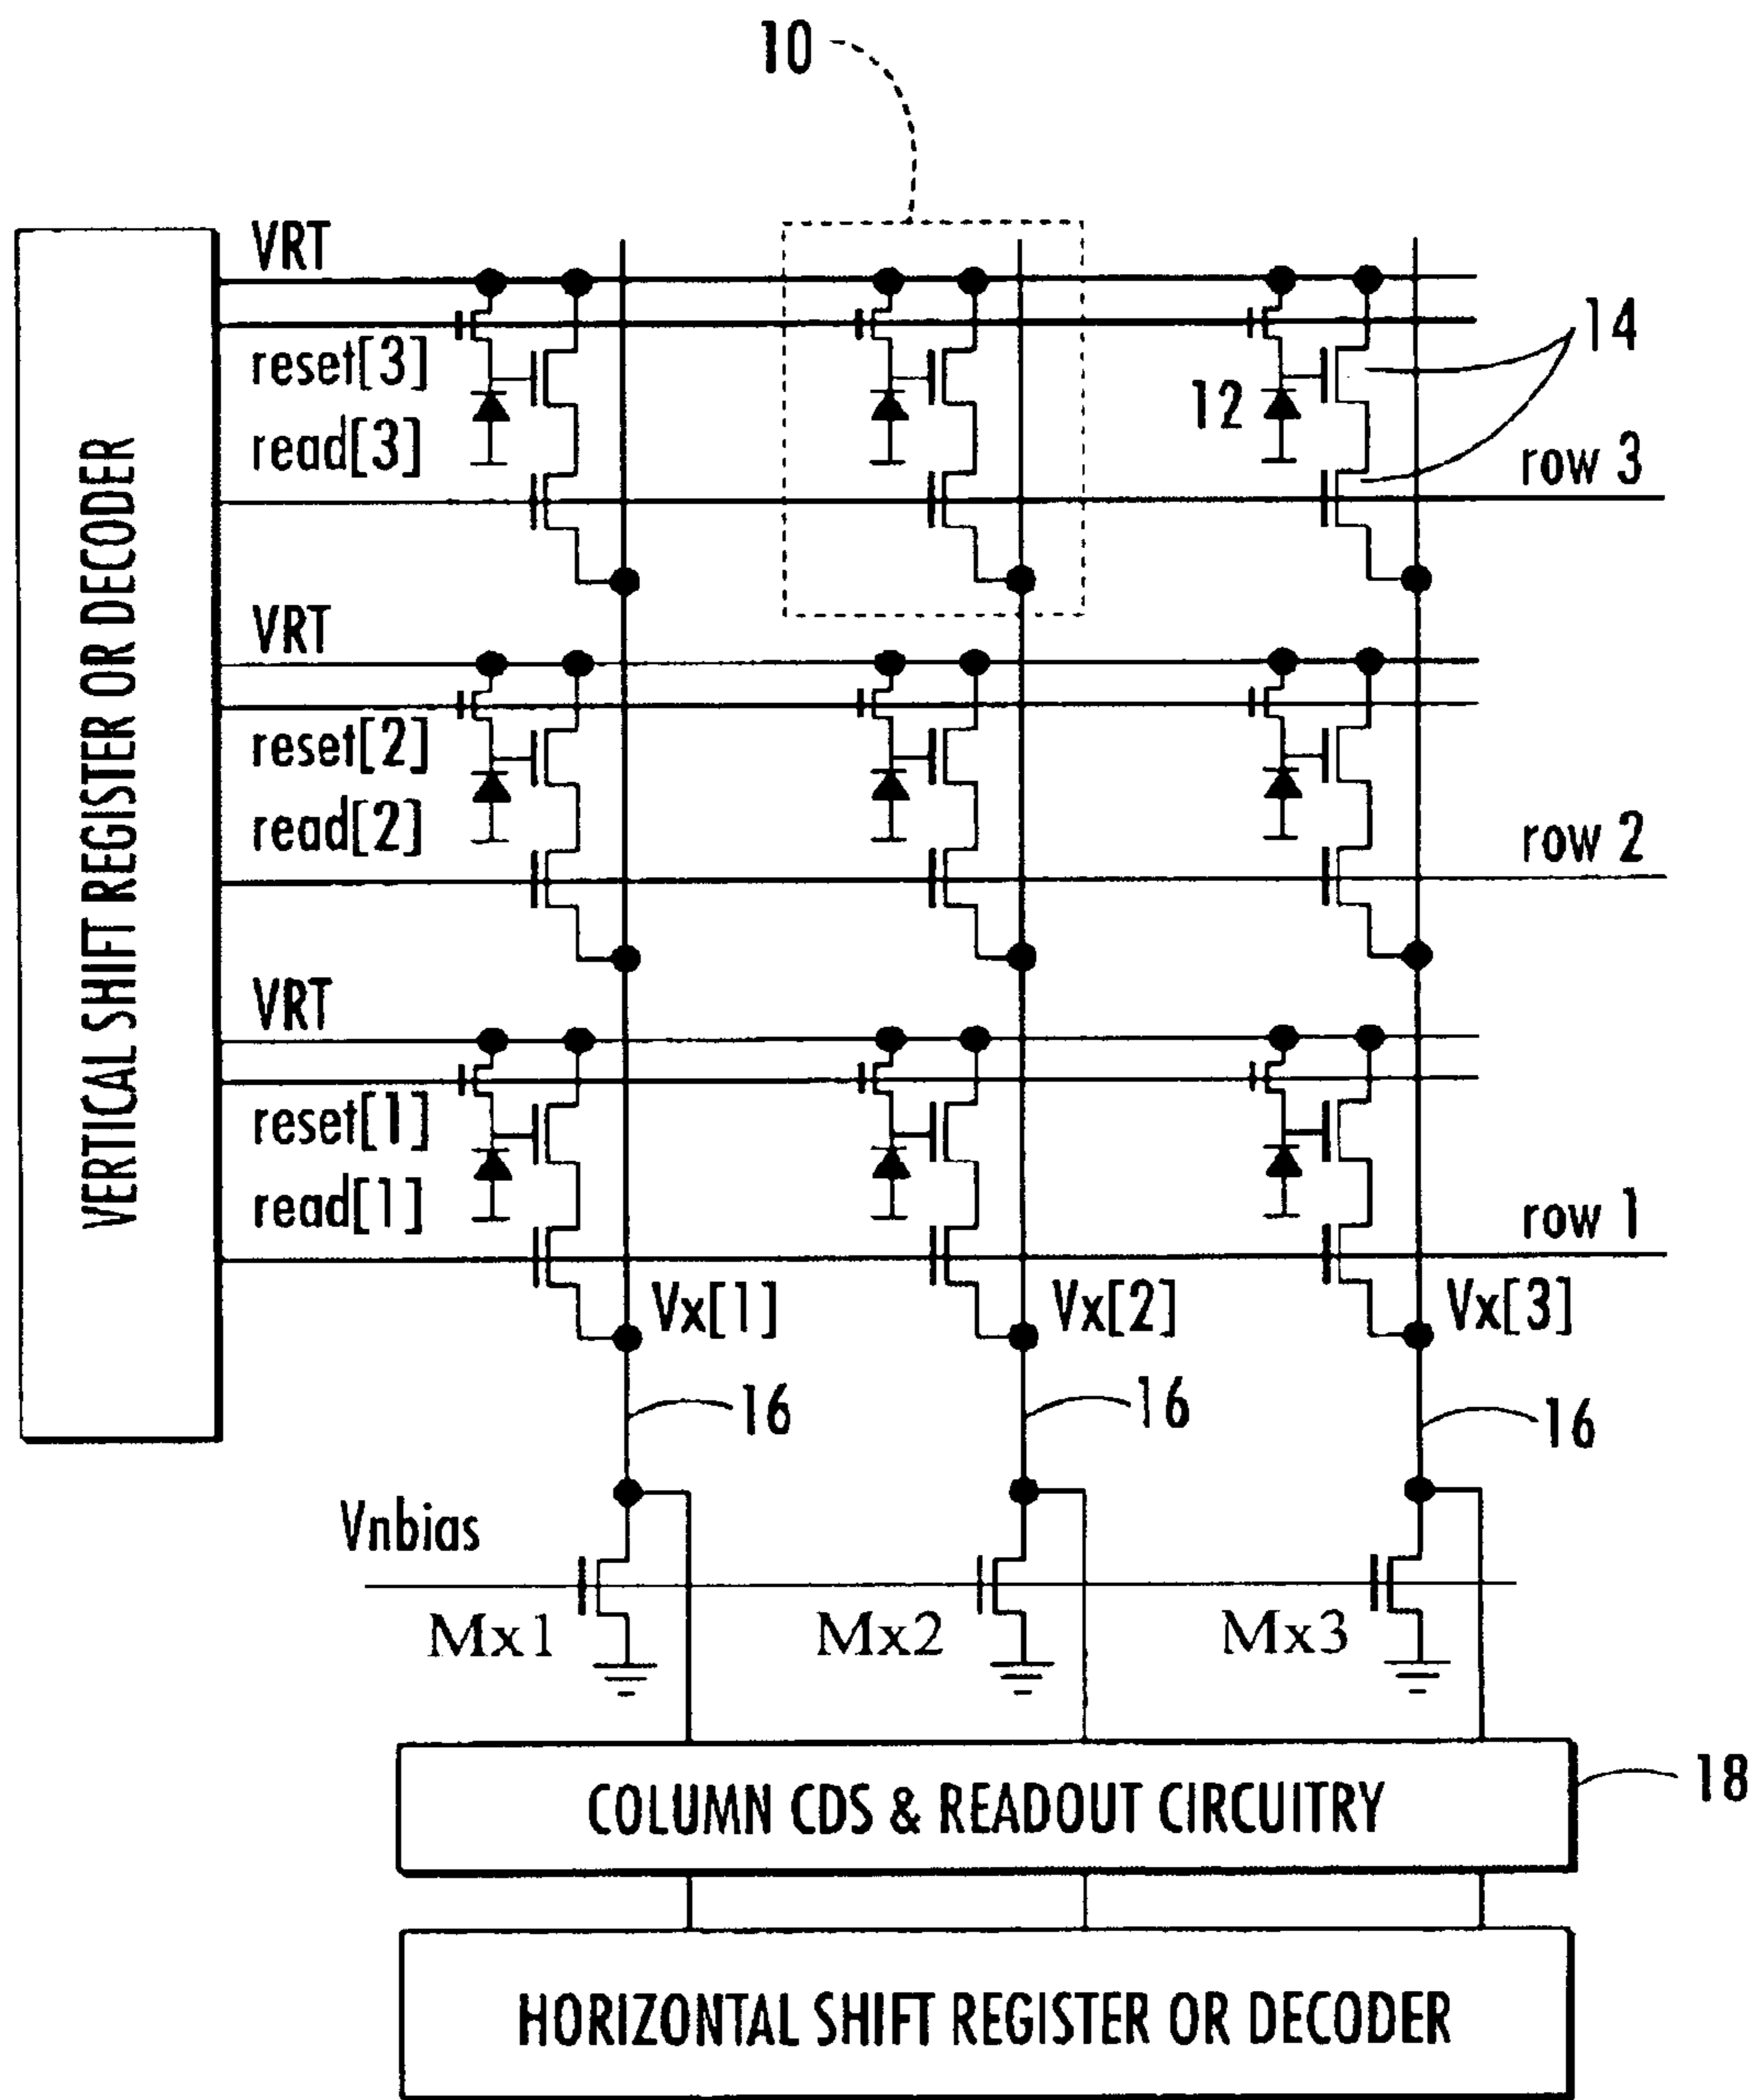 10
VRT
reset[3]
14
12
read[3]
row 3
VERTICAL SHIFT REGISTER OR DECODER
VRT
reset[2]
read[2]
row 2
VRT
reset[1]
read[1]
row 1
Vx[1]
Vx[2]
Vx[3]
16
16
16
Vnbias
Mx1
Mx2
Mx3
COLUMN CDS & READOUT CIRCUITRY
18
HORIZONTAL SHIFT REGISTER OR DECODER